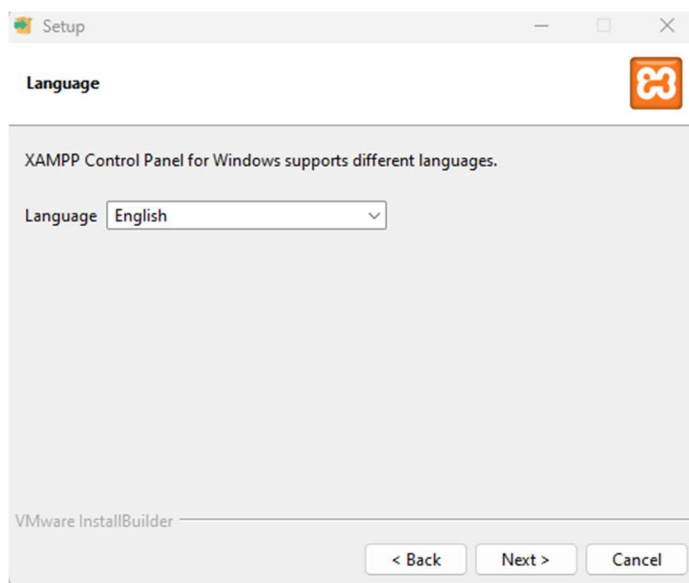 Setup
Language
XAMPP Control Panel for Windows supports different languages.
Language English
VMware InstallBuilder
< Back Next > Cancel